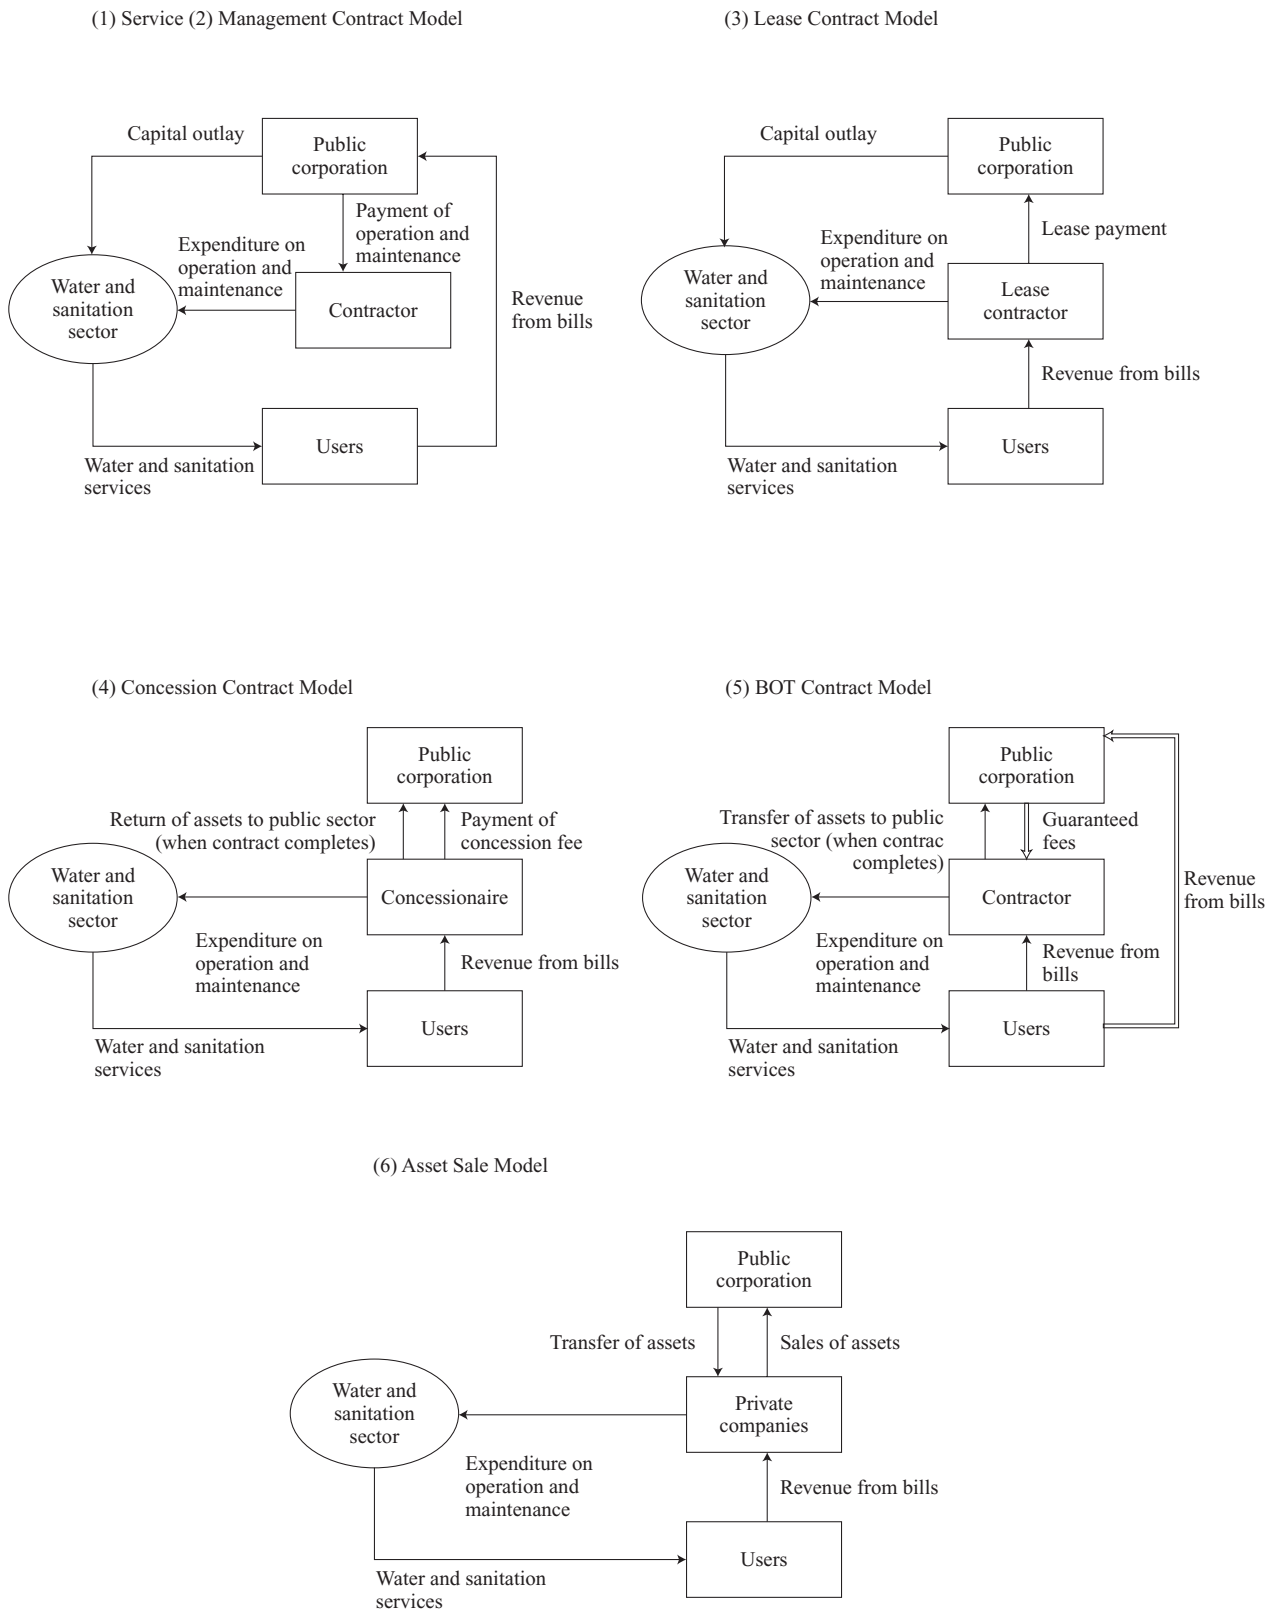 (1) Service (2) Management Contract Model
Capital outlay
Public
corporation
Payment of
operation and
maintenance
Expenditure on
operation and
maintenance
Water and
sanitation
sector
Contractor
Revenue
from bills
Users
Water and sanitation
services
(3) Lease Contract Model
Capital outlay
Public
corporation
Lease payment
Expenditure on
operation and
maintenance
Water and
sanitation
sector
Lease
contractor
Revenue from bills
Users
Water and sanitation
services
(4) Concession Contract Model
Public
corporation
Return of assets to public sector
(when contract completes)
Payment of
concession fee
Water and
sanitation
sector
Concessionaire
Expenditure on
operation and
maintenance
Revenue from bills
Users
Water and sanitation
services
(5) BOT Contract Model
Public
corporation
Transfer of assets to public
sector (when contrac
completes)
Guaranteed
fees
Water and
sanitation
sector
Contractor
Revenue
from bills
Expenditure on
operation and
maintenance
Revenue from
bills
Users
Water and sanitation
services
(6) Asset Sale Model
Public
corporation
Transfer of assets
Sales of assets
Water and
sanitation
sector
Private
companies
Expenditure on
operation and
maintenance
Revenue from bills
Users
Water and sanitation
services